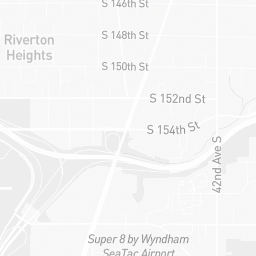 S 146th St
Riverton
Heights
S 148th St
S 150th St
S 152nd St
S 154th St
42nd Ave S
Super 8 by Wyndham
SeaTac Airport